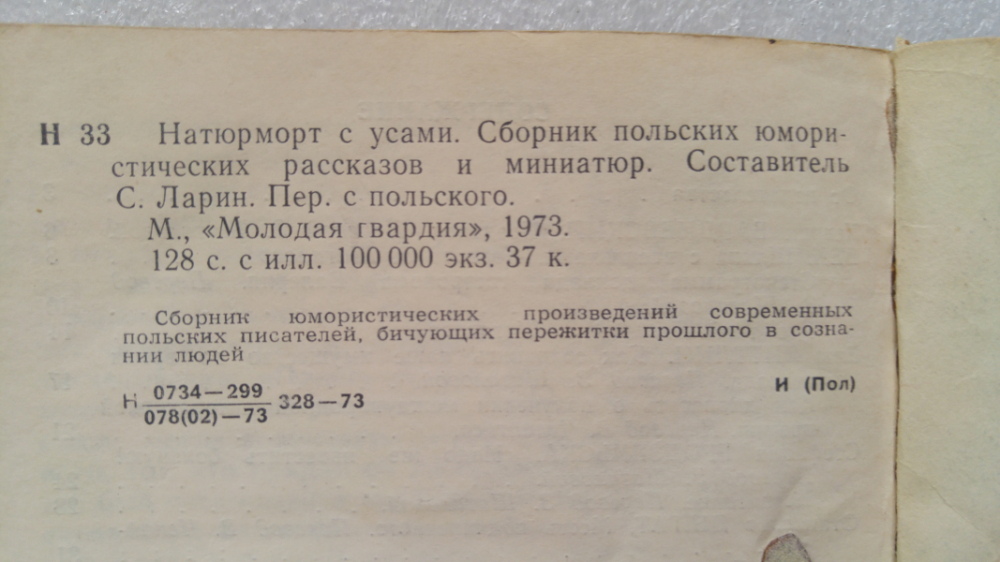 Н 33 Натюрморт с усами. Сборник польских юмори-
стических рассказов и миниатюр. Составитель
С. Ларин. Пер. с польского.
М., «Молодая гвардия», 1973.
128 с. с илл. 100 000 экз. 37 к.
Сборник юмористических произведений современных
польских писателей, бичующих пережитки прошлого в созна-
нии людей
Н 0734—299
078(02)—73 328—73
И (Пол)